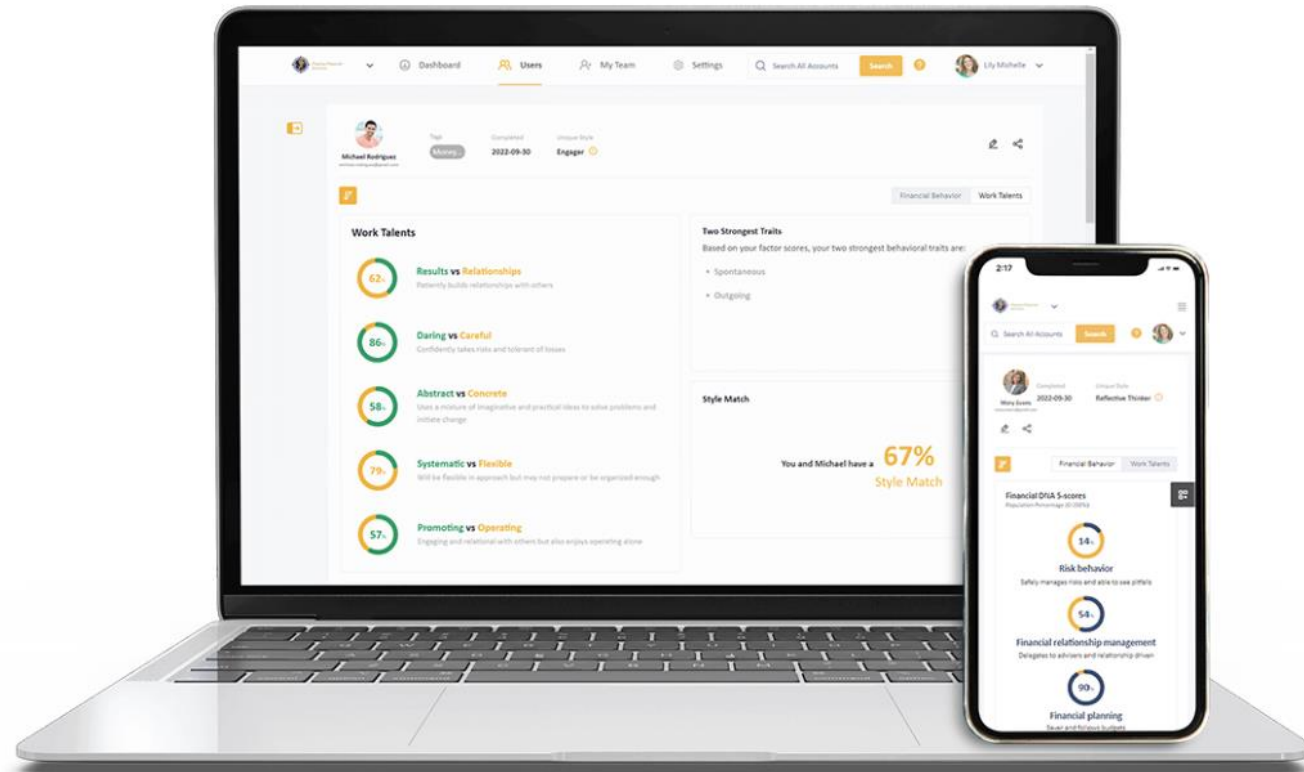 Dashboard
Users
My Team
Settings
Search All Accounts
Search
?
Lily Michelle
Michael Rodriguez
Tags
Money...
Completed
2022-09-30
Unique Style
Engager
Financial Behavior
Work Talents
Work Talents
62%
Results vs Relationships
Patiently builds relationships with others
86%
Daring vs Careful
Confidently takes risks and tolerant of losses
58%
Abstract vs Concrete
Uses a mixture of imaginative and practical ideas to solve problems and
initiate change
79%
Systematic vs Flexible
Will be flexible in approach but may not prepare or be organized enough
57%
Promoting vs Operating
Engaging and relational with others but also enjoys operating alone
Two Strongest Traits
Based on your factor scores, your two strongest behavioral traits are:
• Spontaneous
• Outgoing
Style Match
You and Michael have a 67%
Style Match
2:17
Search All Accounts
Search
?
Mary Evans
Completed
2022-09-30
Unique Style
Reflective Thinker
Financial Behavior
Work Talents
Financial DNA S-scores
14%
Risk behavior
Safely manages risks and able to see pitfalls
54%
Financial relationship management
Delegates to advisers and relationship driven
90%
Financial planning
Saver and follows budgets